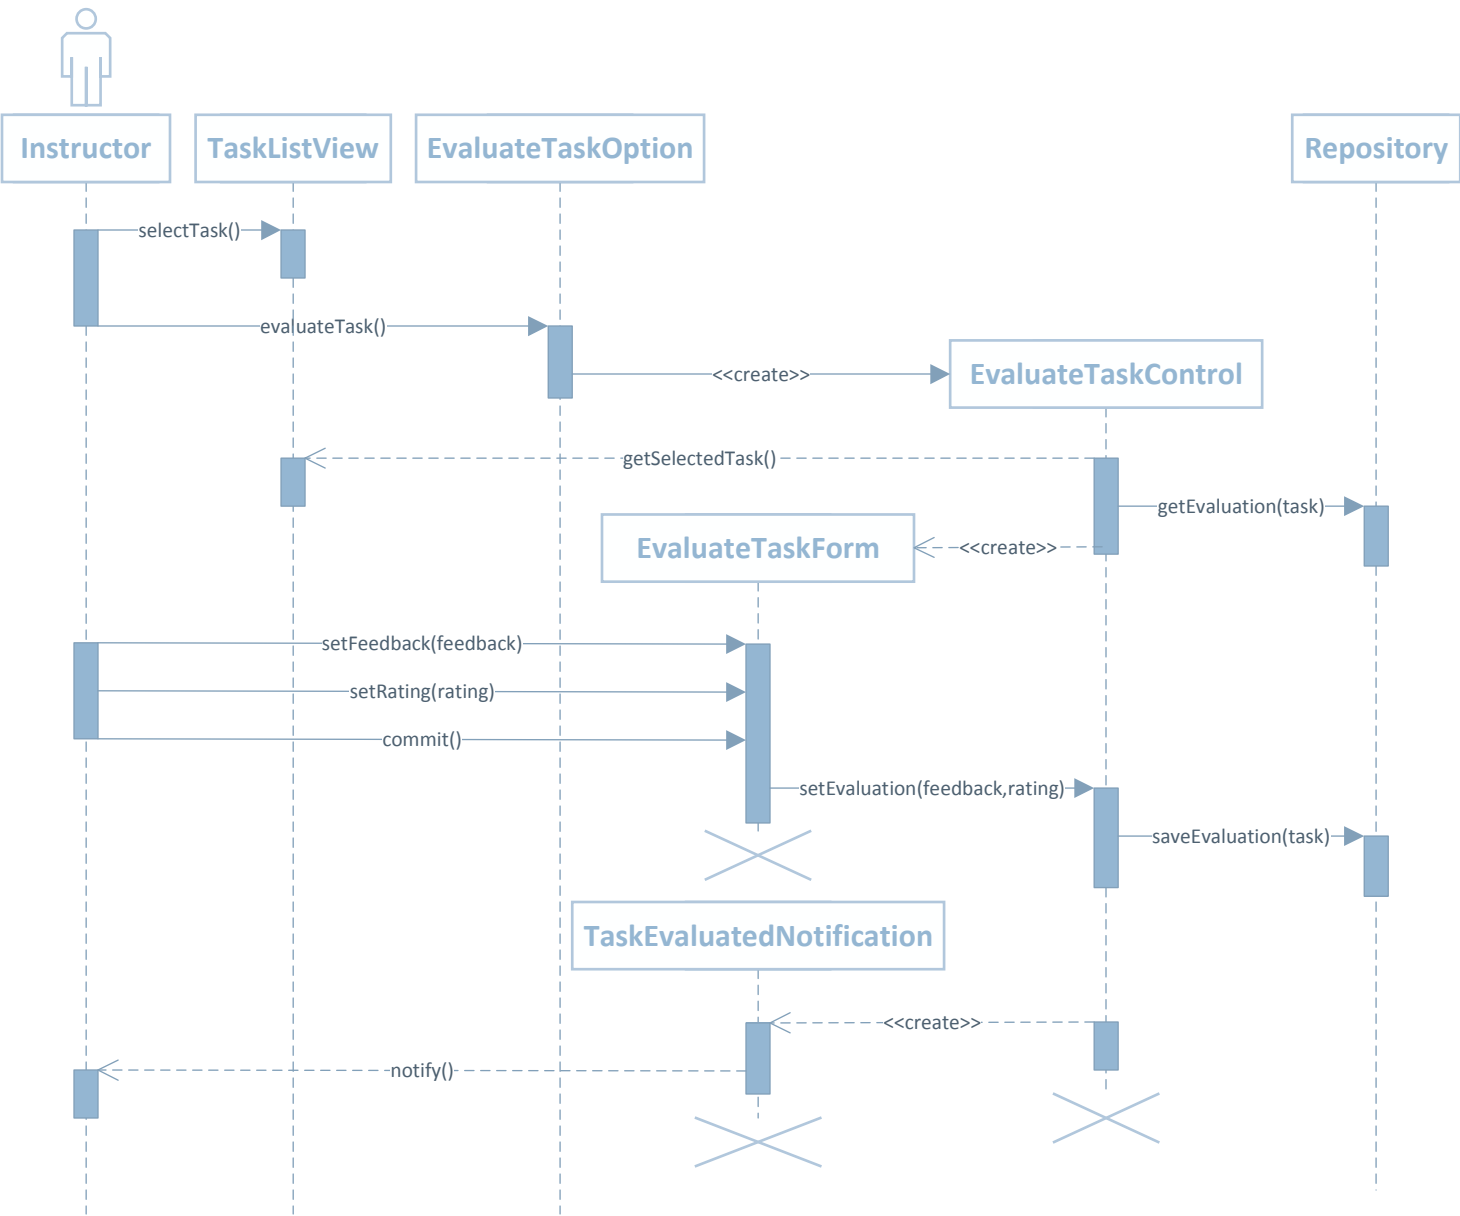 Instructor
TaskListView
EvaluateTaskOption
Repository
selectTask()
evaluateTask()
<<create>>
EvaluateTaskControl
getSelectedTask()
getEvaluation(task)
EvaluateTaskForm
<<create>>
setFeedback(feedback)
setRating(rating)
commit()
setEvaluation(feedback,rating)
saveEvaluation(task)
TaskEvaluatedNotification
<<create>>
notify()